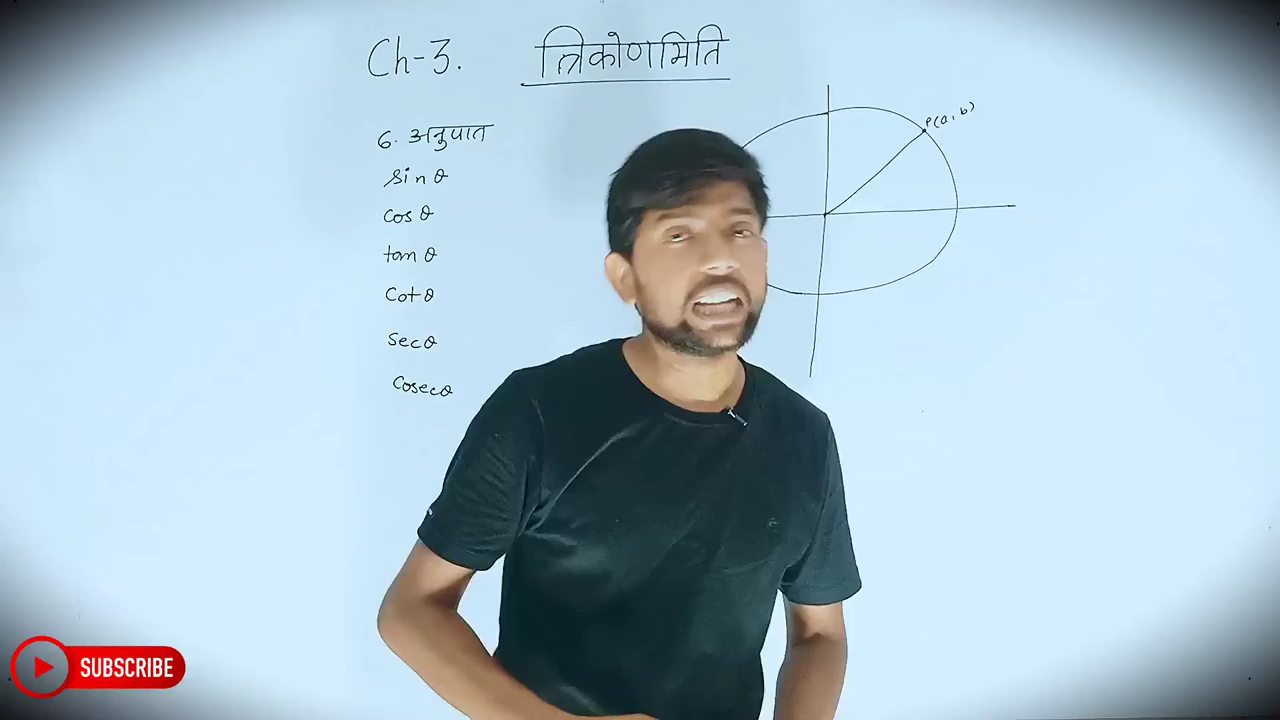 Ch-3. त्रिकोणमिति
6. अनुपात
sin θ
cos θ
tan θ
Cot θ
sec θ
Cosec θ
P(a, b)
SUBSCRIBE